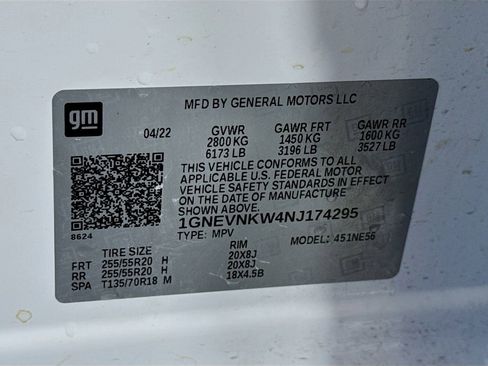 gm
MFD BY GENERAL MOTORS LLC
04/22 GVWR GAWR FRT GAWR RR
2800 KG 1450 KG 1600 KG
6173 LB 3196 LB 3527 LB
THIS VEHICLE CONFORMS TO ALL
APPLICABLE U.S. FEDERAL MOTOR
VEHICLE SAFETY STANDARDS IN EFFECT
ON THE DATE OF MANUFACTURE
SHOWN ABOVE.
8624 1GNEVNKW4NJ174295
TYPE: MPV MODEL: 451NE56
TIRE SIZE RIM
FRT 255/55R20 H 20X8J
RR 255/55R20 H 20X8J
SPA T135/70R18 M 18X4.5B